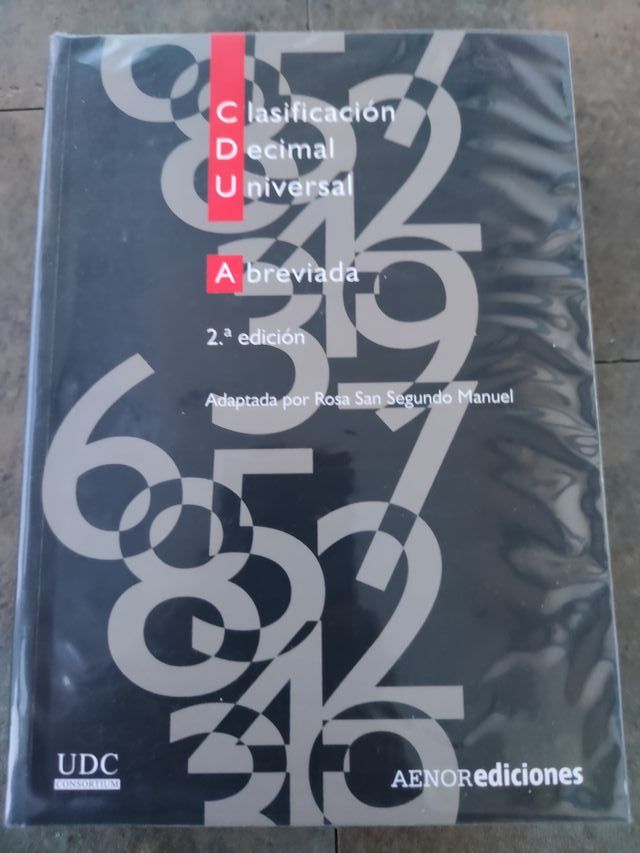 Clasificación
Decimal
Universal
Abreviada
2.ª edición
Adaptada por Rosa San Segundo Manuel
UDC
CONSORTIUM
AENORediciones